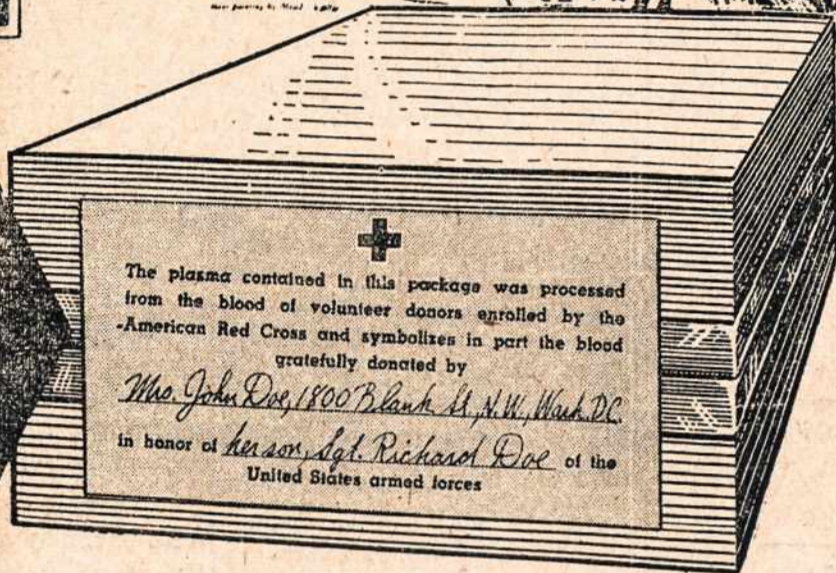 The plasma contained in this package was processed
from the blood of volunteer donors enrolled by the
-American Red Cross and symbolizes in part the blood
gratefully donated by
Mrs. John Doe, 1800 Blank St., N.W., Wash. D.C.
in honor of her son, Sgt. Richard Doe of the
United States armed forces